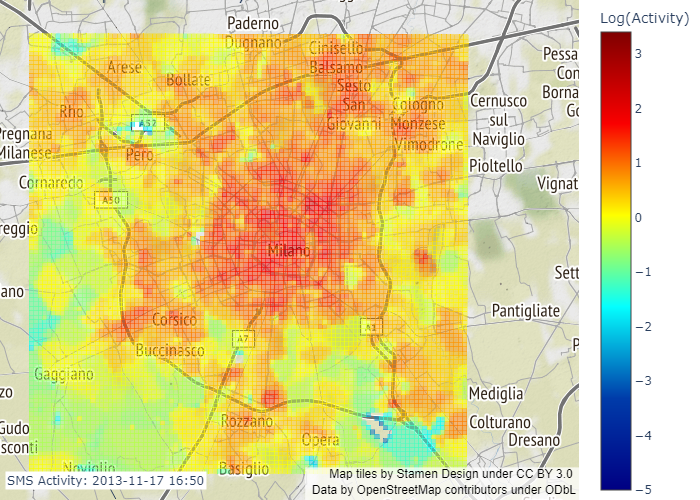 Paderno
Dugnano
Cinisello
Balsamo
Arese
Bollate
Sesto
San
Giovanni
Rho
Cologno
Monzese
Vimodrone
Pessa
Con
Borna
Go
Cernusco
sul
Naviglio
A52
Pregnana
Milanese
Pero
Pioltello
Cornaredo
Vignat
A50
reggio
Milano
Sett
ano
Pantigliate
Corsico
A7
A1
Buccinasco
Gaggiano
Mediglia
zo
Rozzano
Colturano
Gudo
sconti
Opera
Dresano
Noviglio
Basiglio
SMS Activity: 2013-11-17 16:50
Map tiles by Stamen Design under CC BY 3.0
Data by OpenStreetMap contributors under ODbL
Log(Activity)
3
2
1
0
−1
−2
−3
−4
−5